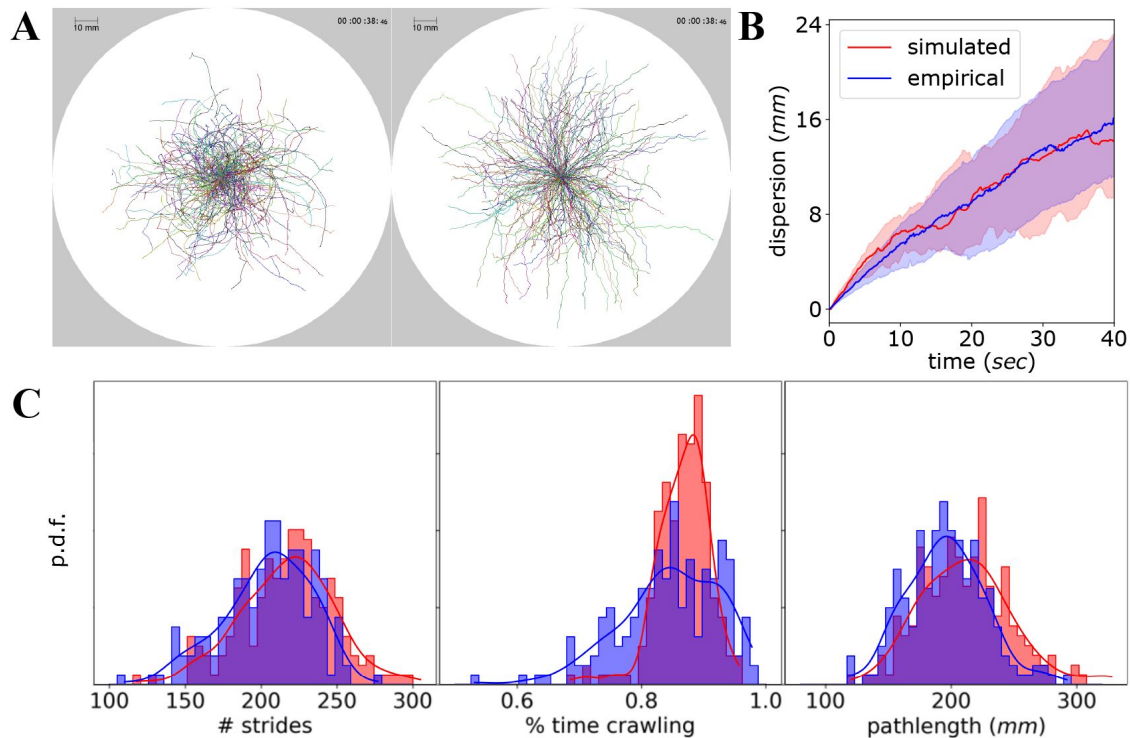 A
10 mm
00 :00 :38: 46
10 mm
00 :00 :38: 46
B
simulated
empirical
dispersion (mm)
24
16
8
0
0 10 20 30 40
time (sec)
C
p.d.f.
100 150 200 250 300
# strides
0.6 0.8 1.0
% time crawling
100 200 300
pathlength (mm)